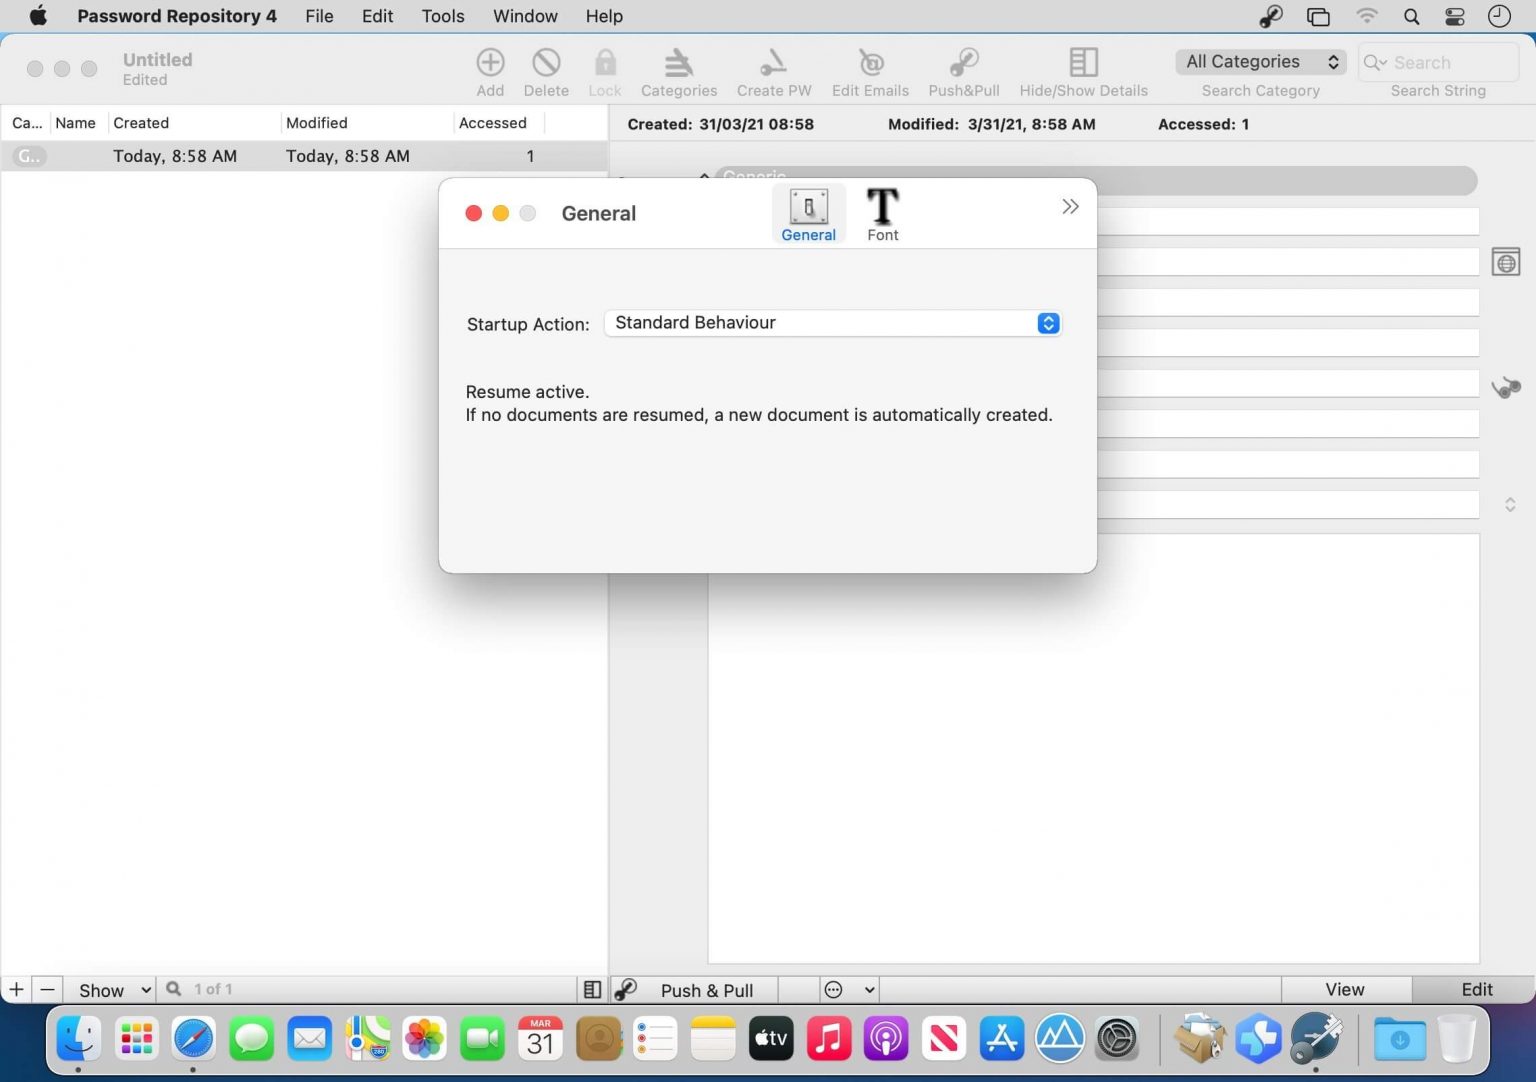 Password Repository 4 File Edit Tools Window Help
Untitled
Edited
Add Delete Lock Categories Create PW Edit Emails Push&Pull Hide/Show Details
All Categories
Search Category
Search
Search String
Ca... Name Created Modified Accessed
G.. Today, 8:58 AM Today, 8:58 AM 1
Created: 31/03/21 08:58 Modified: 3/31/21, 8:58 AM Accessed: 1
Generic
General
General
Font
Startup Action: Standard Behaviour
Resume active.
If no documents are resumed, a new document is automatically created.
Show 1 of 1
Push & Pull
View Edit
MAR
31
280
tv